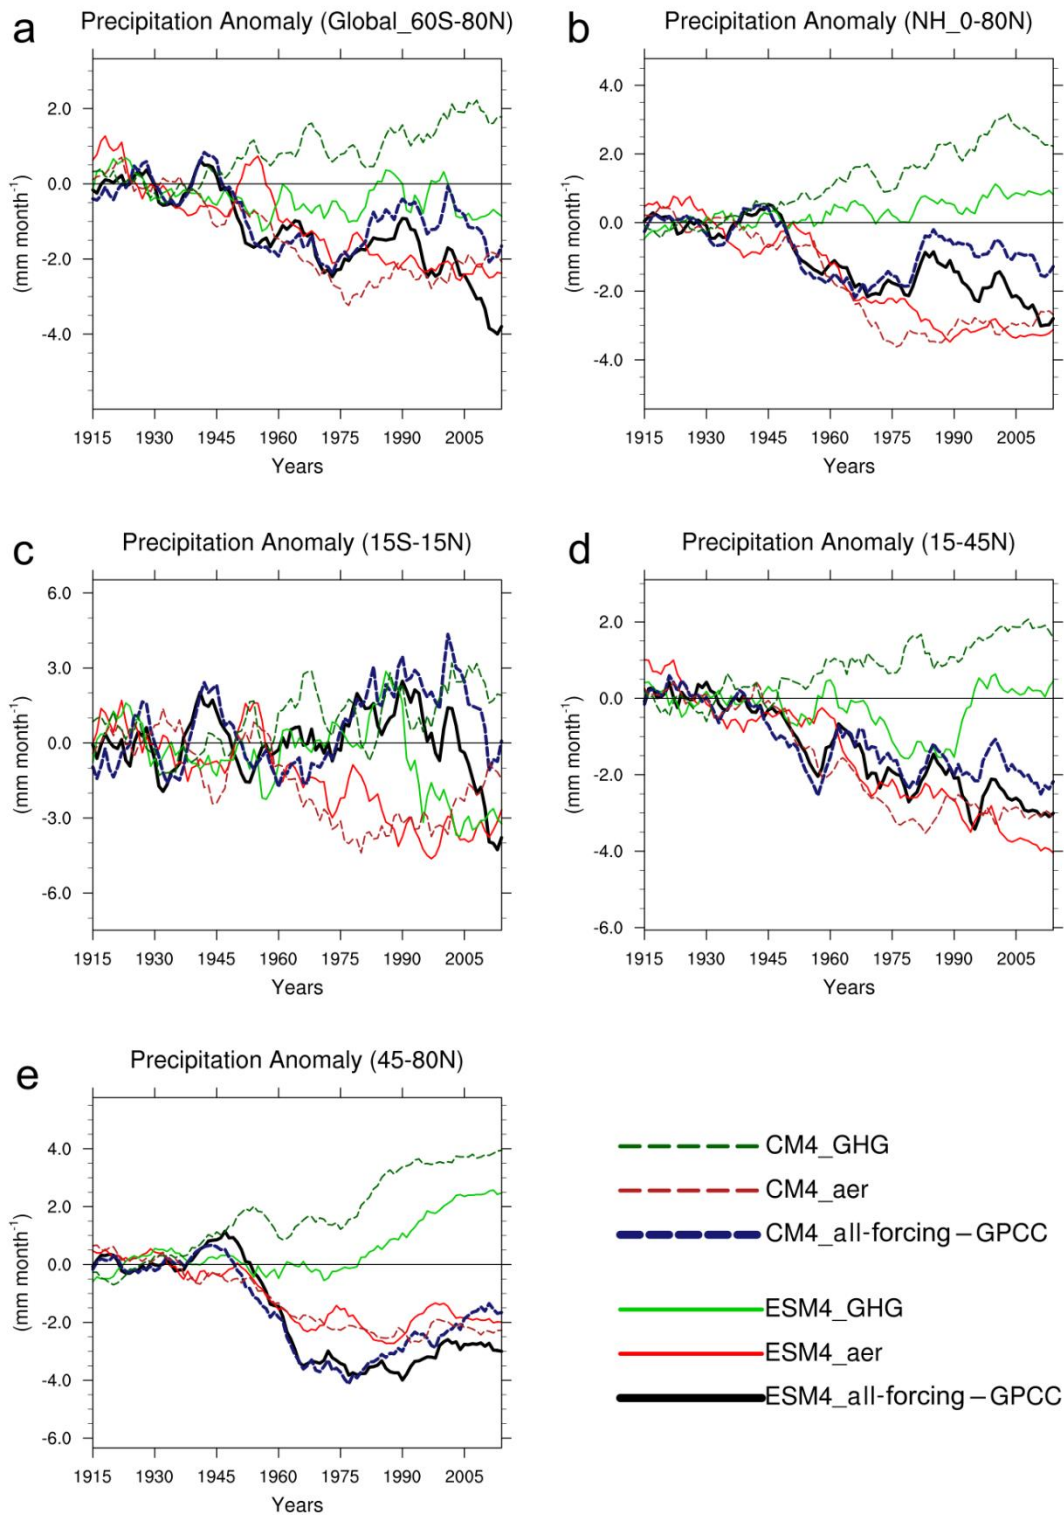 a
Precipitation Anomaly (Global_60S-80N)
(mm month⁻¹)
2.0
0.0
-2.0
-4.0
1915 1930 1945 1960 1975 1990 2005
Years
b
Precipitation Anomaly (NH_0-80N)
(mm month⁻¹)
4.0
2.0
0.0
-2.0
-4.0
1915 1930 1945 1960 1975 1990 2005
Years
c
Precipitation Anomaly (15S-15N)
(mm month⁻¹)
6.0
3.0
0.0
-3.0
-6.0
1915 1930 1945 1960 1975 1990 2005
Years
d
Precipitation Anomaly (15-45N)
(mm month⁻¹)
2.0
0.0
-2.0
-4.0
-6.0
1915 1930 1945 1960 1975 1990 2005
Years
e
Precipitation Anomaly (45-80N)
(mm month⁻¹)
4.0
2.0
0.0
-2.0
-4.0
-6.0
1915 1930 1945 1960 1975 1990 2005
Years
CM4_GHG
CM4_aer
CM4_all-forcing–GPCC
ESM4_GHG
ESM4_aer
ESM4_all-forcing–GPCC